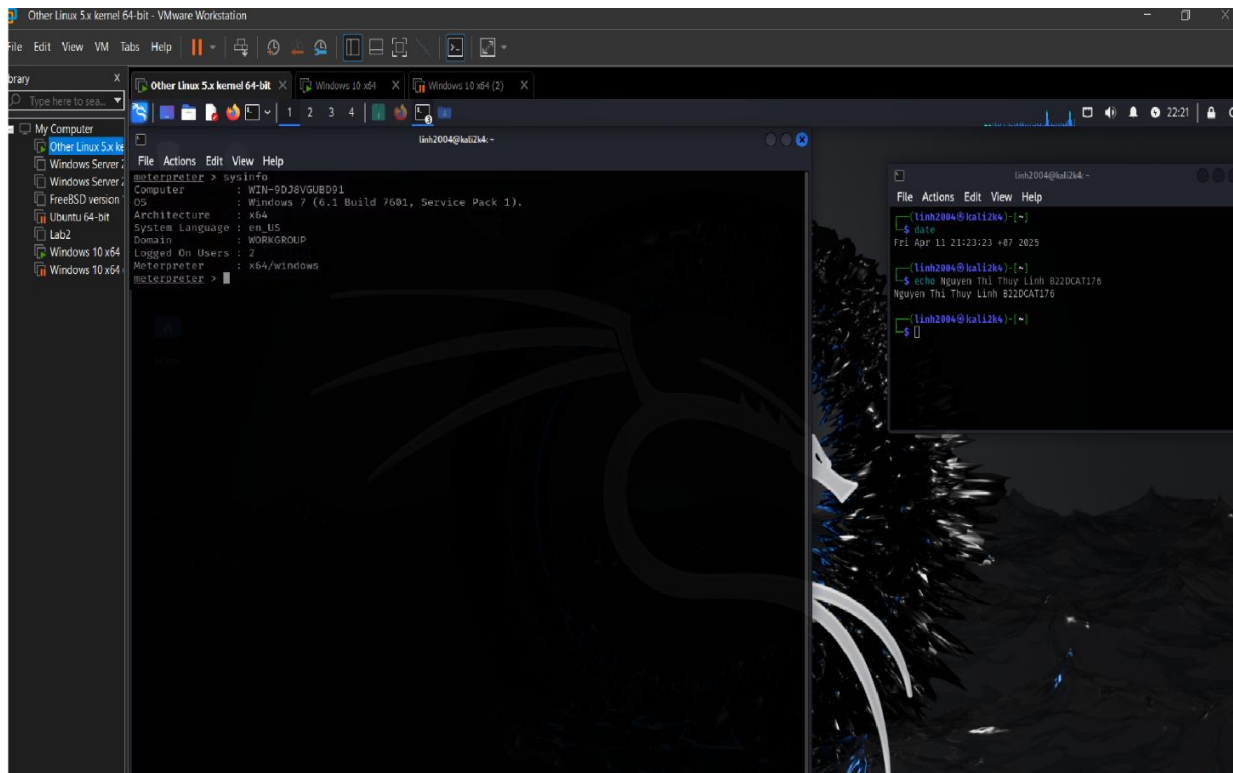 Other Linux 5.x kernel 64-bit - VMware Workstation
File Edit View VM Tabs Help
brary X
Type here to sea...
Other Linux 5.x kernel 64-bit X Windows 10 x64 X Windows 10 x64 (2) X
1 2 3 4
22:21
My Computer
Other Linux 5.x ke
Windows Server 2
Windows Server 2
FreeBSD version 1
Ubuntu 64-bit
Lab2
Windows 10 x64
Windows 10 x64
linh2004@kali2k4: ~
File Actions Edit View Help
meterpreter > sysinfo
Computer : WIN-9DJ8VGUBD91
OS : Windows 7 (6.1 Build 7601, Service Pack 1).
Architecture : x64
System Language : en_US
Domain : WORKGROUP
Logged On Users : 2
Meterpreter : x64/windows
meterpreter >
linh2004@kali2k4: ~
File Actions Edit View Help
(linh2004㉿kali2k4)-[~]
$ date
Fri Apr 11 21:23:23 +07 2025
(linh2004㉿kali2k4)-[~]
$ echo Nguyen Thi Thuy Linh B22DCAT176
Nguyen Thi Thuy Linh B22DCAT176
(linh2004㉿kali2k4)-[~]
$